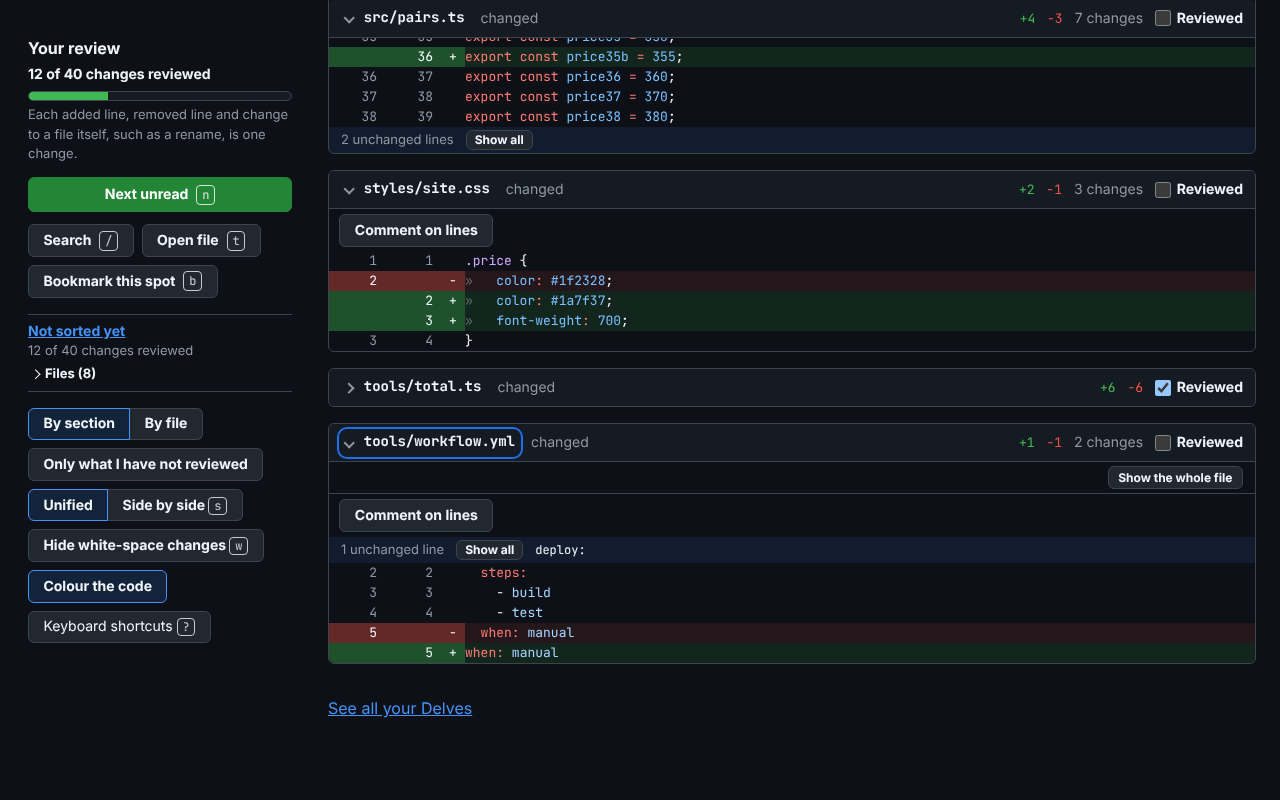 Your review
12 of 40 changes reviewed
Each added line, removed line and change
to a file itself, such as a rename, is one
change.
Next unread n
Search / Open file t
Bookmark this spot b
Not sorted yet
12 of 40 changes reviewed
Files (8)
By section By file
Only what I have not reviewed
Unified Side by side s
Hide white-space changes w
Colour the code
Keyboard shortcuts ?
src/pairs.ts changed +4 -3 7 changes Reviewed
36 + export const price35b = 355;
36 37 export const price36 = 360;
37 38 export const price37 = 370;
38 39 export const price38 = 380;
2 unchanged lines Show all
styles/site.css changed +2 -1 3 changes Reviewed
Comment on lines
1 1 .price {
2 - » color: #1f2328;
2 + » color: #1a7f37;
3 + » font-weight: 700;
3 4 }
tools/total.ts changed +6 -6 Reviewed
tools/workflow.yml changed +1 -1 2 changes Reviewed
Show the whole file
Comment on lines
1 unchanged line Show all deploy:
2 2 steps:
3 3 - build
4 4 - test
5 - when: manual
5 + when: manual
See all your Delves